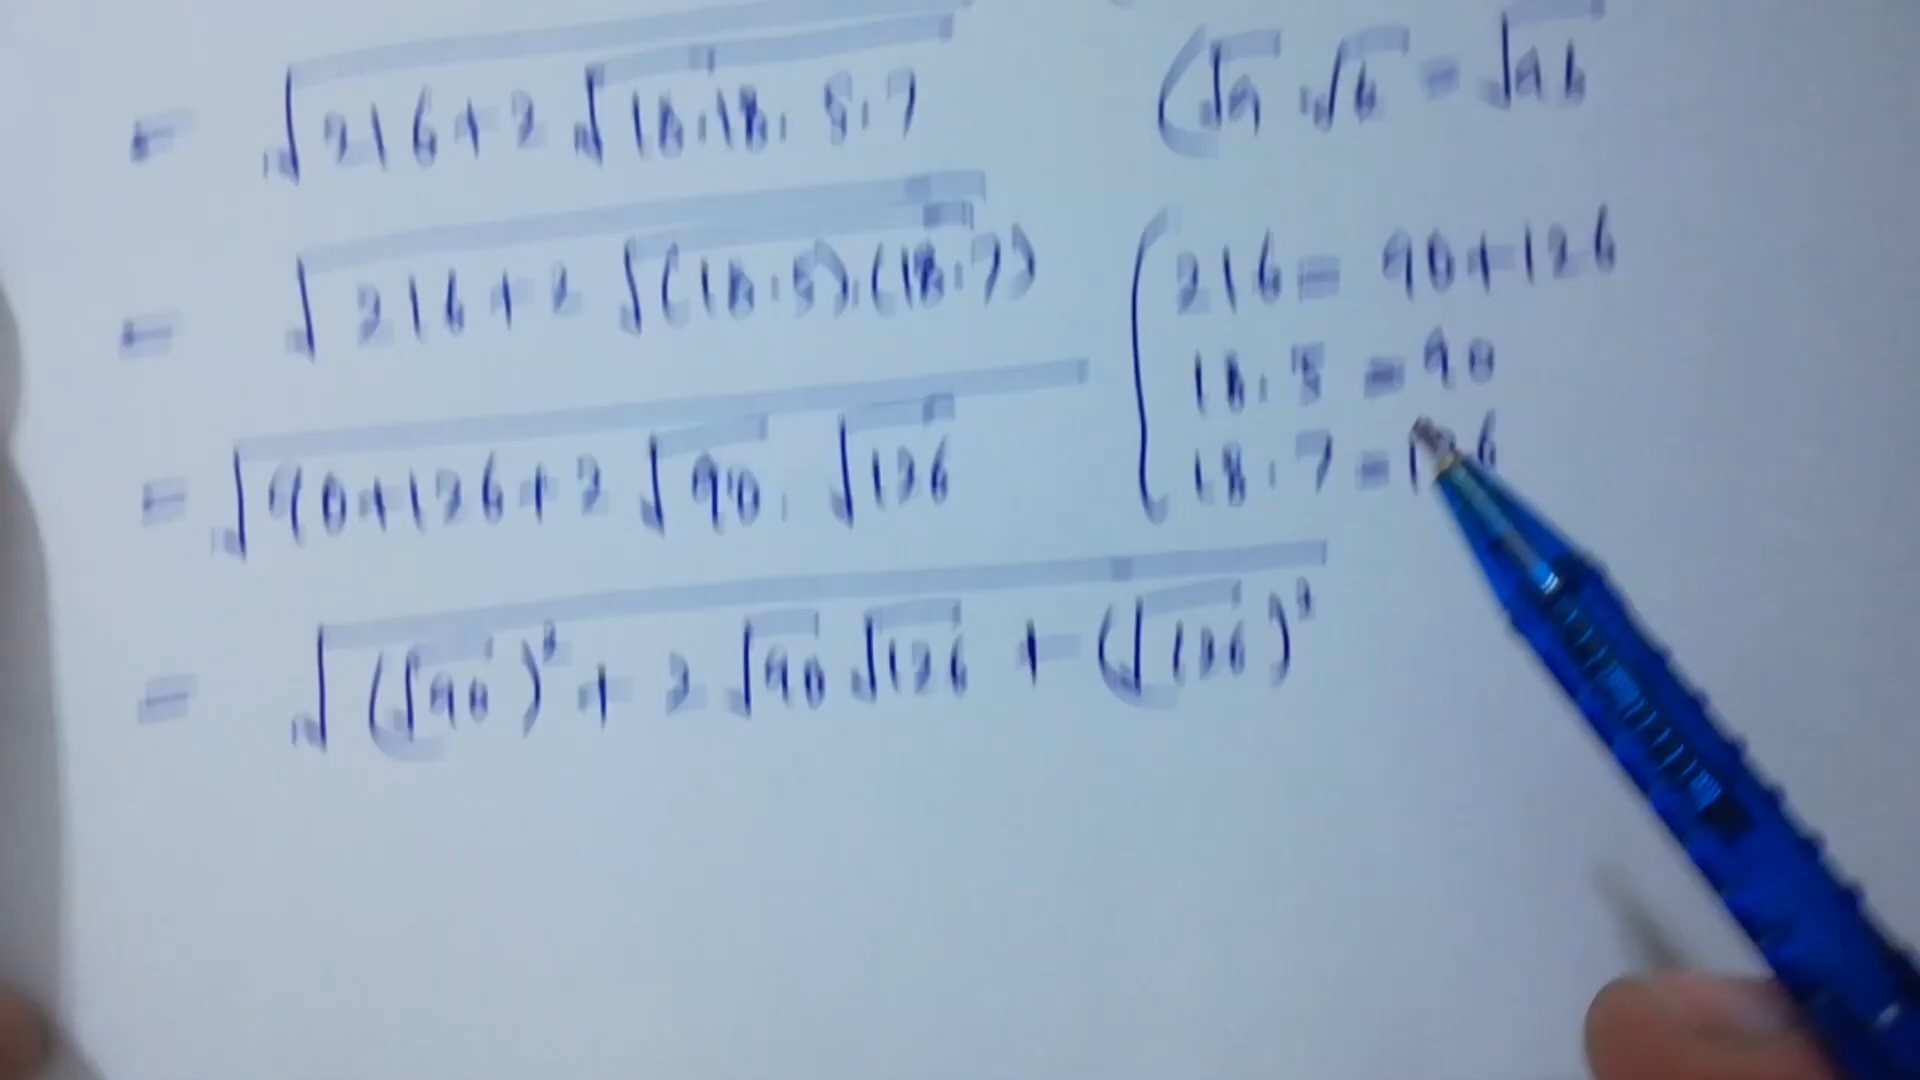 = √(216+2√(18.18. 5.7
(√a .√b = √ab
= √(216+2√((18.5).(18.7)
216 = 90+126
18.5 = 90
= √(90+126+2√90 . √126
18.7 = 126
= √((√90)² + 2√90 √126 + (√126)²